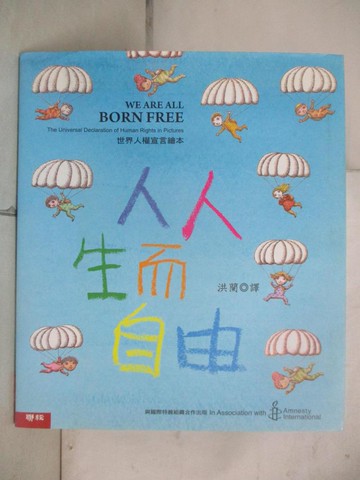 WE ARE ALL
BORN FREE
The Universal Declaration of Human Rights in Pictures
世界人權宣言繪本
人人
生而
自由
洪蘭◎譯
聯經
與國際特赦組織合作出版 In Association with Amnesty
International